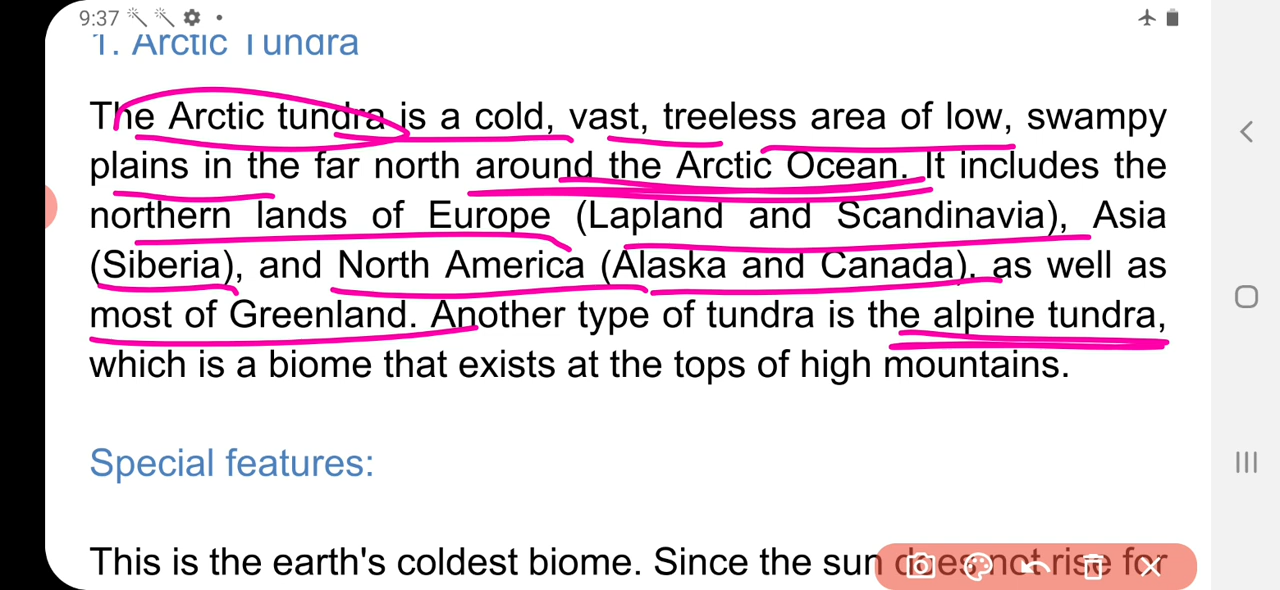 9:37
1. Arctic Tundra
The Arctic tundra is a cold, vast, treeless area of low, swampy
plains in the far north around the Arctic Ocean. It includes the
northern lands of Europe (Lapland and Scandinavia), Asia
(Siberia), and North America (Alaska and Canada), as well as
most of Greenland. Another type of tundra is the alpine tundra,
which is a biome that exists at the tops of high mountains.
Special features:
This is the earth's coldest biome. Since the sun does not rise for